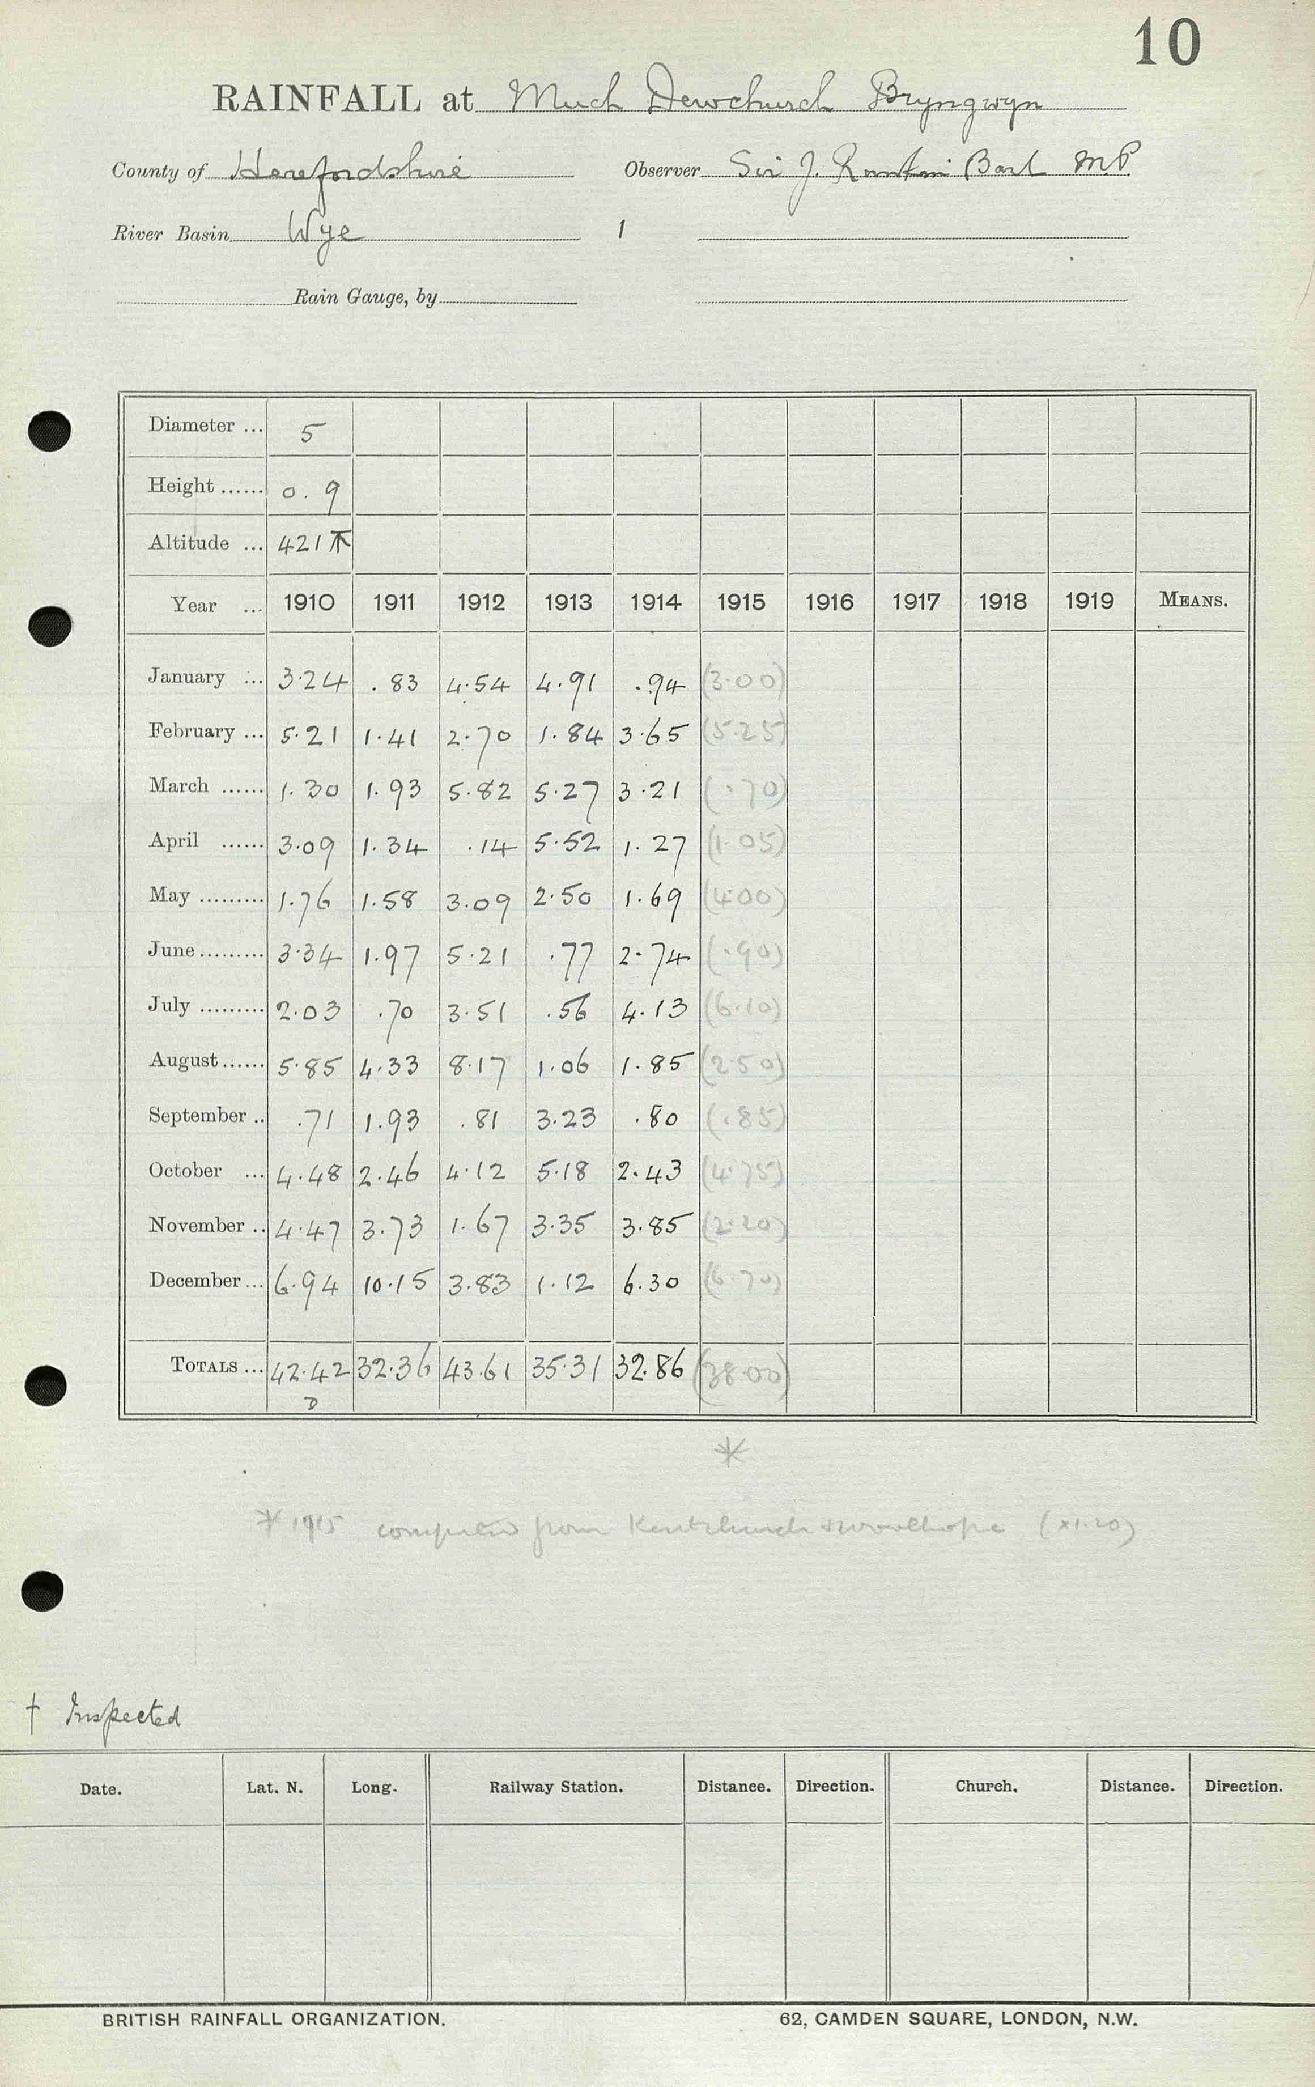 10
RAINFALL at Much Dewchurch Bryngwyn
County of Herefordshire Observer Sir J. Rankin Bart MP.
River Basin Wye 1
Rain Gauge, by
Diameter ... 5
Height ...... 0.9
Altitude ... 421
Year ... 1910 1911 1912 1913 1914 1915 1916 1917 1918 1919 MEANS.
January ... 3.24 .83 4.54 4.91 .94 (3.00)
February ... 5.21 1.41 2.70 1.84 3.65 (5.25)
March ...... 1.30 1.93 5.82 5.27 3.21 (.70)
April ...... 3.09 1.34 .14 5.52 1.27 (1.05)
May ......... 1.76 1.58 3.09 2.50 1.69 (4.00)
June ......... 3.34 1.97 5.21 .77 2.74 (.90)
July ......... 2.03 .70 3.51 .56 4.13 (6.10)
August ...... 5.85 4.33 8.17 1.06 1.85 (2.50)
September .. .71 1.93 .81 3.23 .80 (.85)
October ... 4.48 2.46 4.12 5.18 2.43 (4.75)
November .. 4.47 3.73 1.67 3.35 3.85 (2.20)
December ... 6.94 10.15 3.83 1.12 6.30 (6.70)
TOTALS ... 42.42 32.36 43.61 35.31 32.86 (38.00)
D
*
* 1915 computed from Kentchurch (x1.20)
† Inspected
Date. Lat. N. Long. Railway Station. Distance. Direction. Church. Distance. Direction.
BRITISH RAINFALL ORGANIZATION. 62, CAMDEN SQUARE, LONDON, N.W.